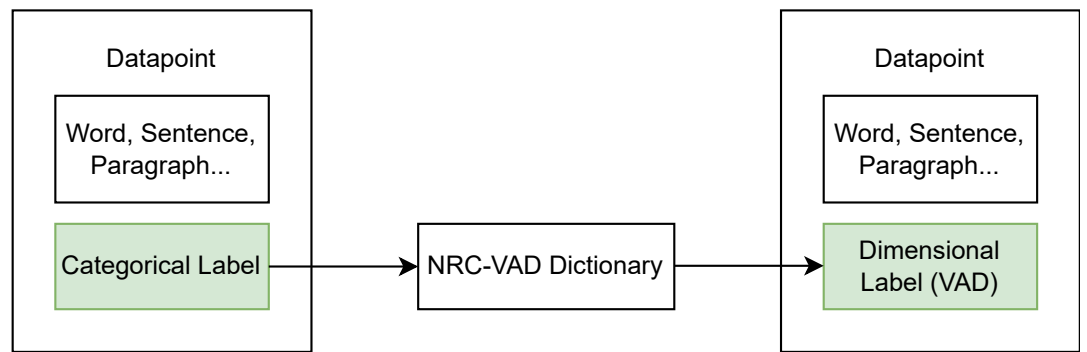 Datapoint
Word, Sentence,
Paragraph...
Categorical Label
NRC-VAD Dictionary
Datapoint
Word, Sentence,
Paragraph...
Dimensional
Label (VAD)